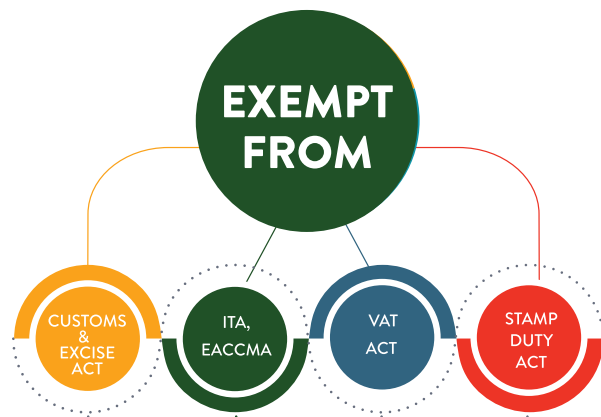 EXEMPT
FROM
CUSTOMS
&
EXCISE
ACT
ITA,
EACCMA
VAT
ACT
STAMP
DUTY
ACT